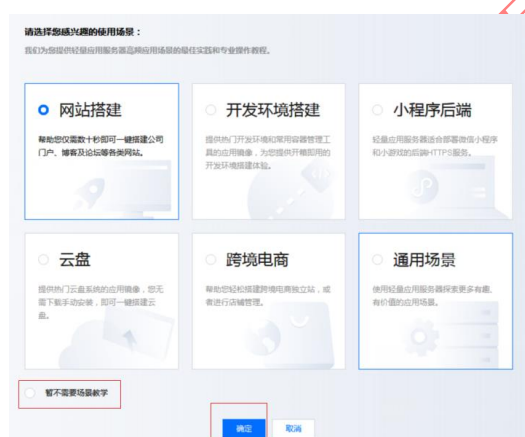 请选择您感兴趣的使用场景：
我们为您提供轻量应用服务器高频应用场景的最佳实践和专业操作教程。
网站搭建
帮助您仅需数十秒即可一键搭建公司
门户、博客及论坛等各类网站。
开发环境搭建
提供热门开发环境和常用容器管理工
具的应用镜像，为您提供开箱即用的
开发环境搭建体验。
小程序后端
轻量应用服务器适合部署微信小程序
和小游戏的后端HTTPS服务。
云盘
提供热门云盘系统的应用镜像，您无
需下载手动安装，即可一键搭建云
盘。
跨境电商
帮助您轻松搭建跨境电商独立站，或
者进行店铺管理。
通用场景
使用轻量应用服务器探索更多有趣、
有价值的应用场景。
暂不需要场景教学
确定
取消